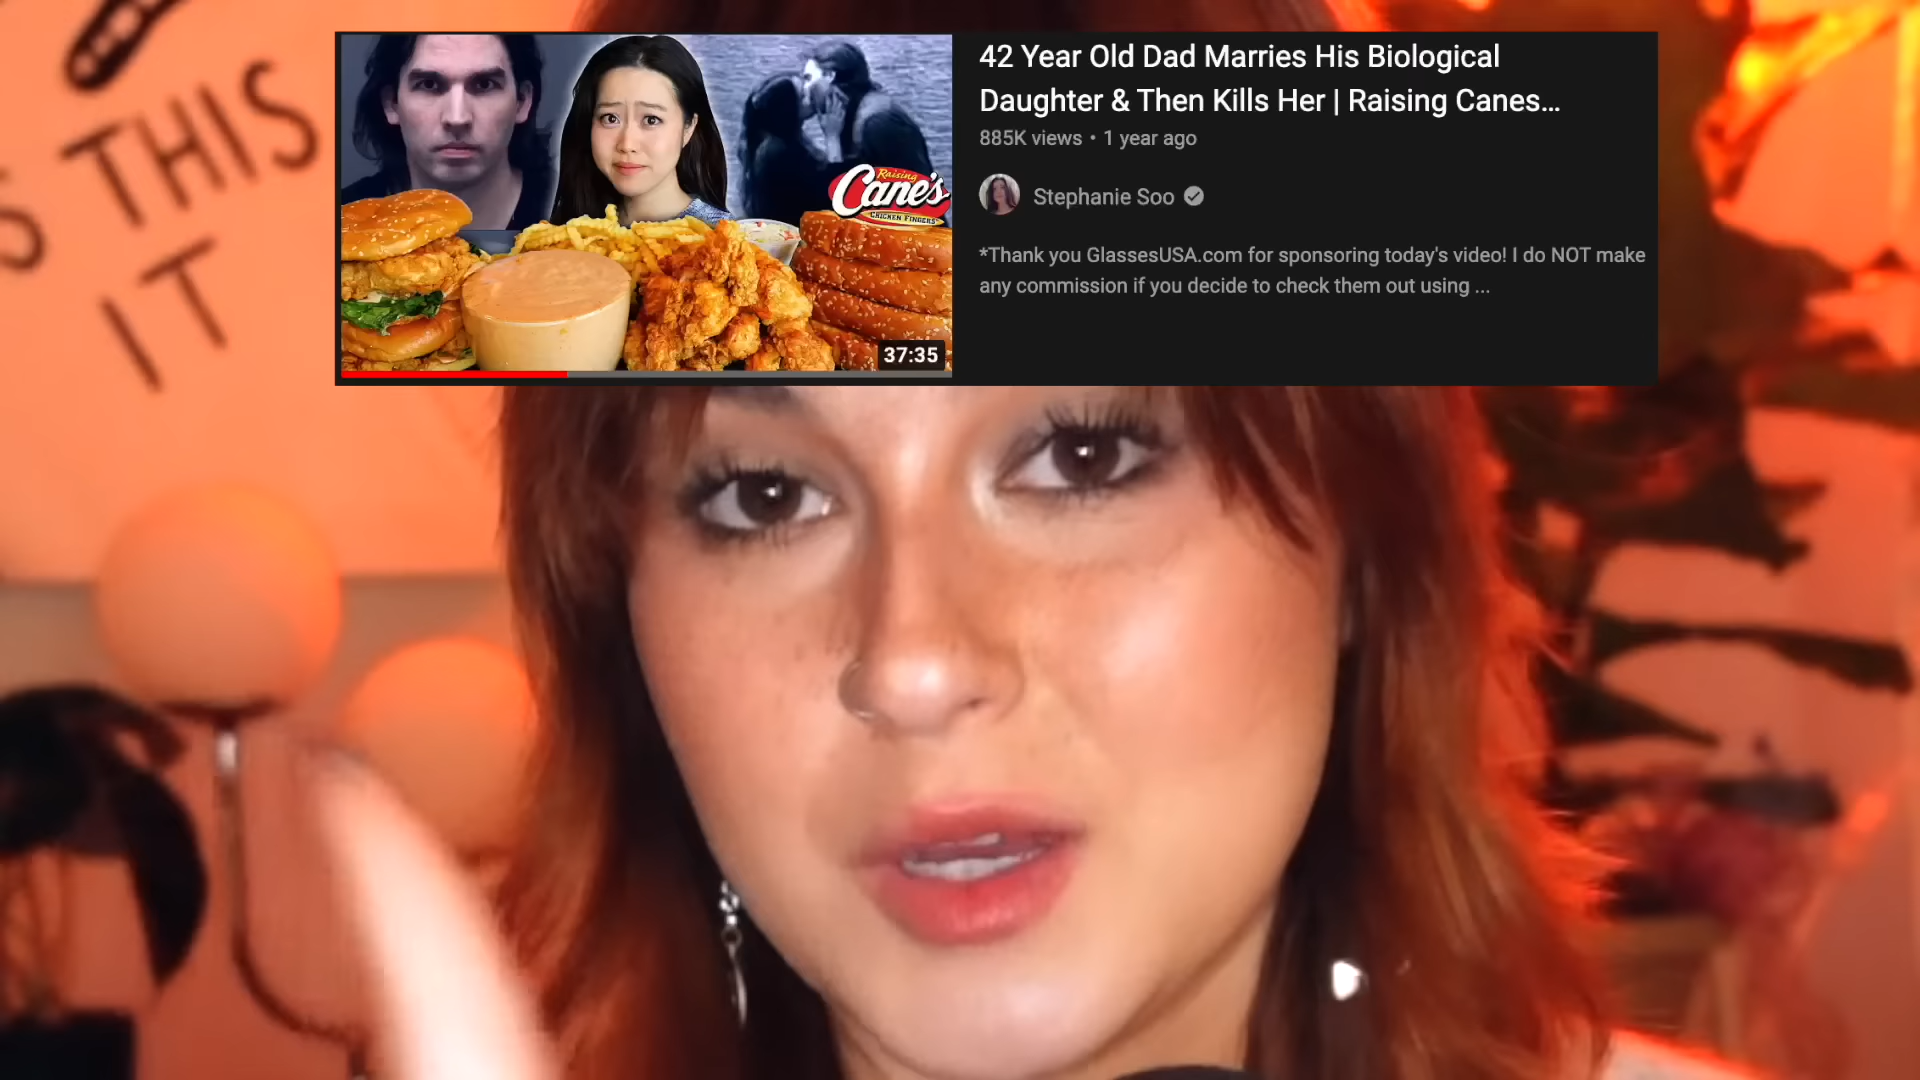 S THIS
IT
Raising
Cane's
CHICKEN FINGERS
37:35
42 Year Old Dad Marries His Biological
Daughter & Then Kills Her | Raising Canes...
885K views • 1 year ago
Stephanie Soo
*Thank you GlassesUSA.com for sponsoring today's video! I do NOT make
any commission if you decide to check them out using ...